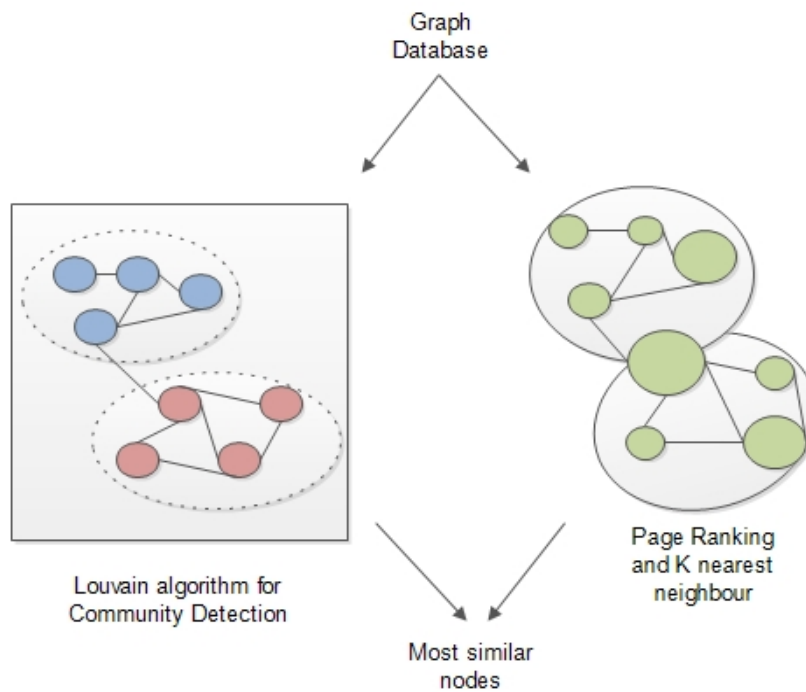 Graph
Database
Louvain algorithm for
Community Detection
Page Ranking
and K nearest
neighbour
Most similar
nodes